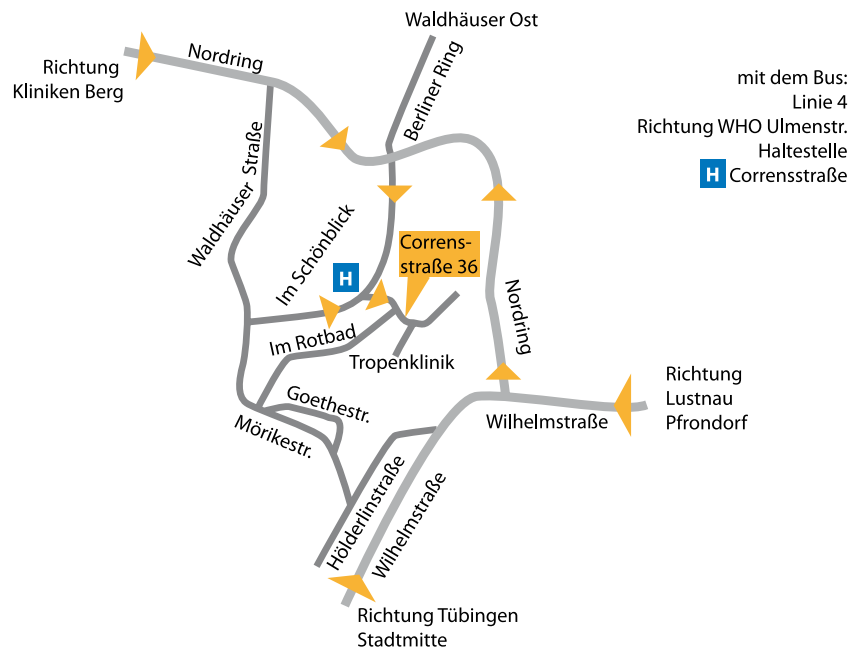 Waldhäuser Ost
Nordring
Richtung
Kliniken Berg
Berliner Ring
mit dem Bus:
Linie 4
Richtung WHO Ulmenstr.
Haltestelle
H Corrensstraße
Waldhäuser Straße
Im Schönblick
Correns-
straße 36
H
Im Rotbad
Tropenklinik
Nordring
Richtung
Lustnau
Pfrondorf
Goethestr.
Mörikestr.
Wilhelmstraße
Hölderlinstraße
Wilhelmstraße
Richtung Tübingen
Stadtmitte